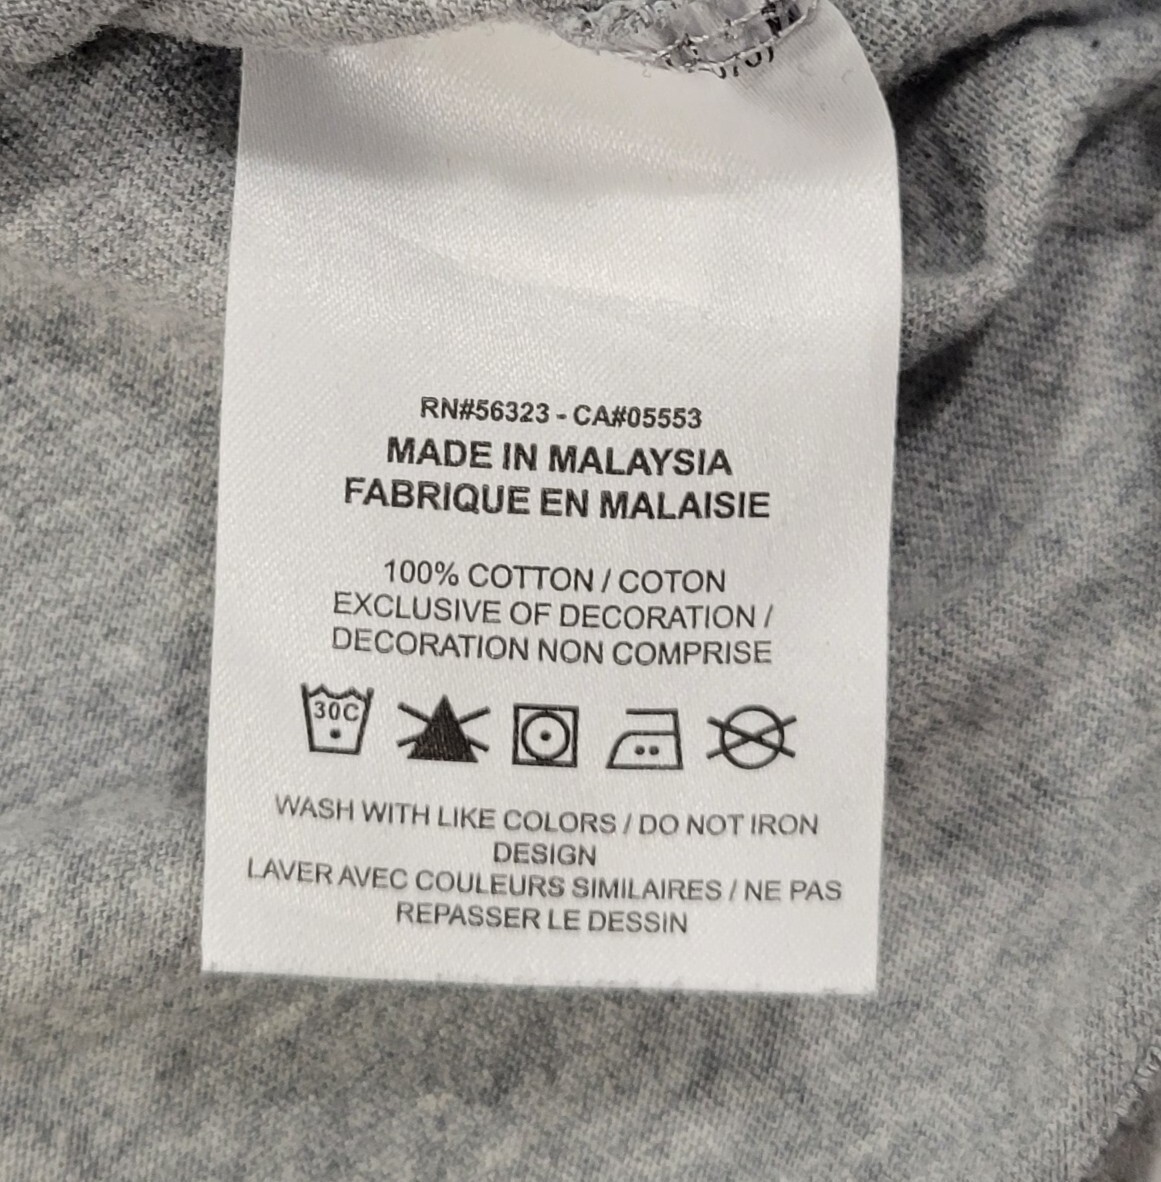 RN#56323 - CA#05553
MADE IN MALAYSIA
FABRIQUE EN MALAISIE
100% COTTON / COTON
EXCLUSIVE OF DECORATION /
DECORATION NON COMPRISE
30C
WASH WITH LIKE COLORS / DO NOT IRON
DESIGN
LAVER AVEC COULEURS SIMILAIRES / NE PAS
REPASSER LE DESSIN